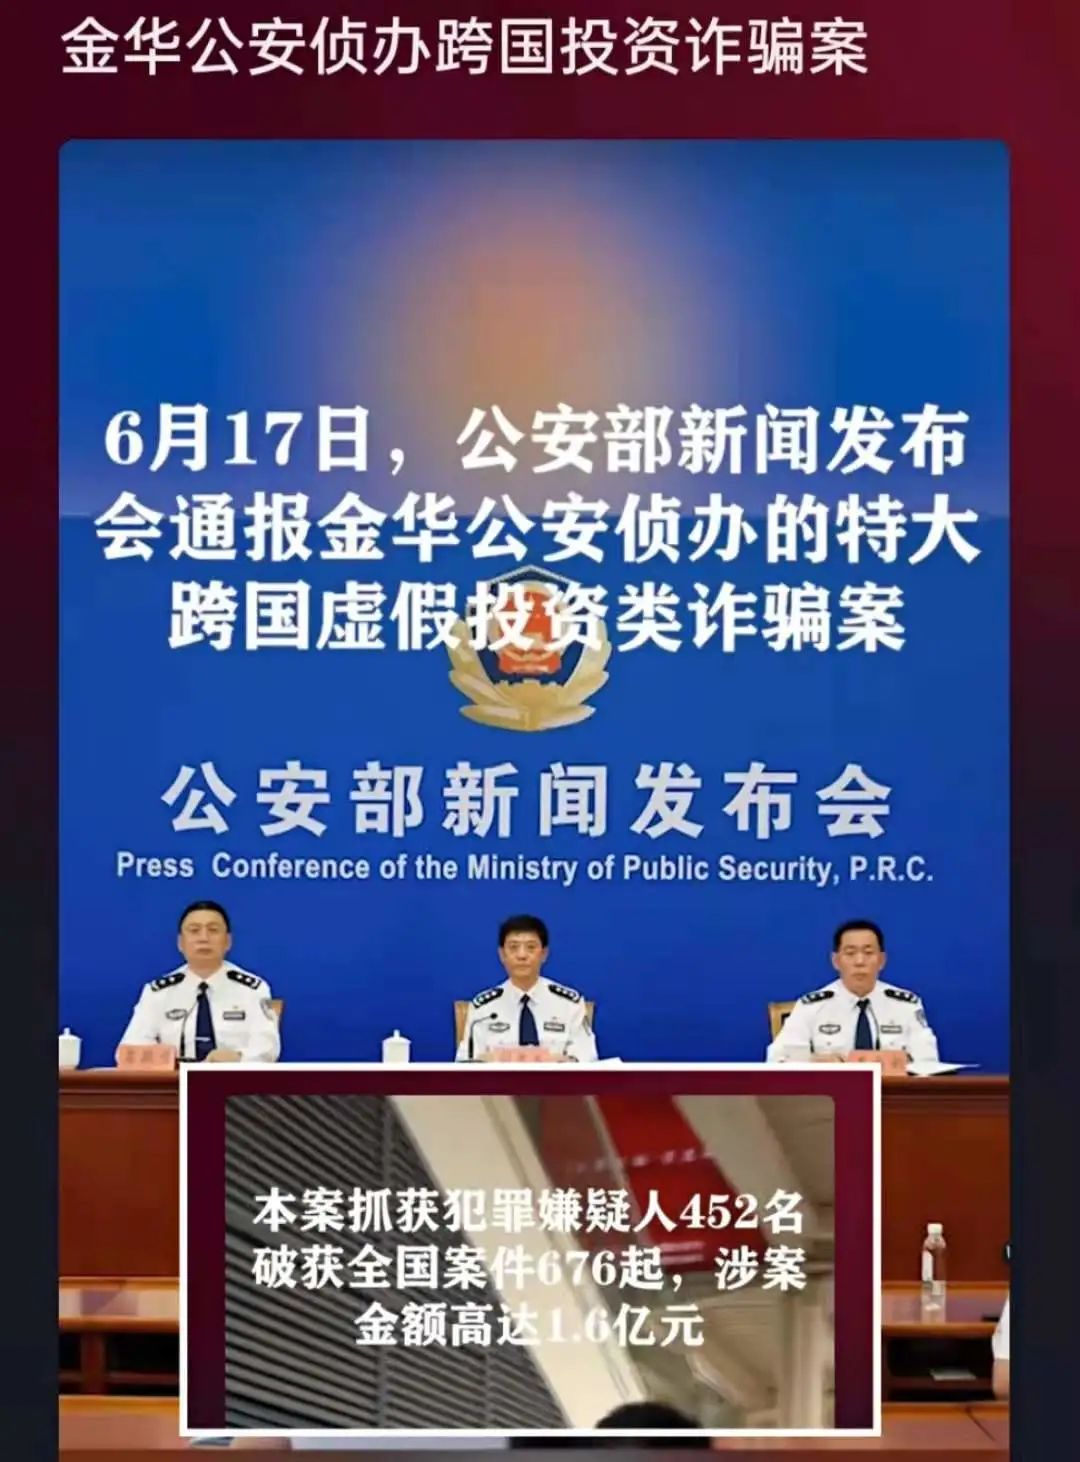 金华公安侦办跨国投资诈骗案
6月17日，公安部新闻发布
会通报金华公安侦办的特大
跨国虚假投资类诈骗案
公安部新闻发布会
Press Conference of the Ministry of Public Security, P.R.C.
本案抓获犯罪嫌疑人452名
破获全国案件676起，涉案
金额高达1.6亿元